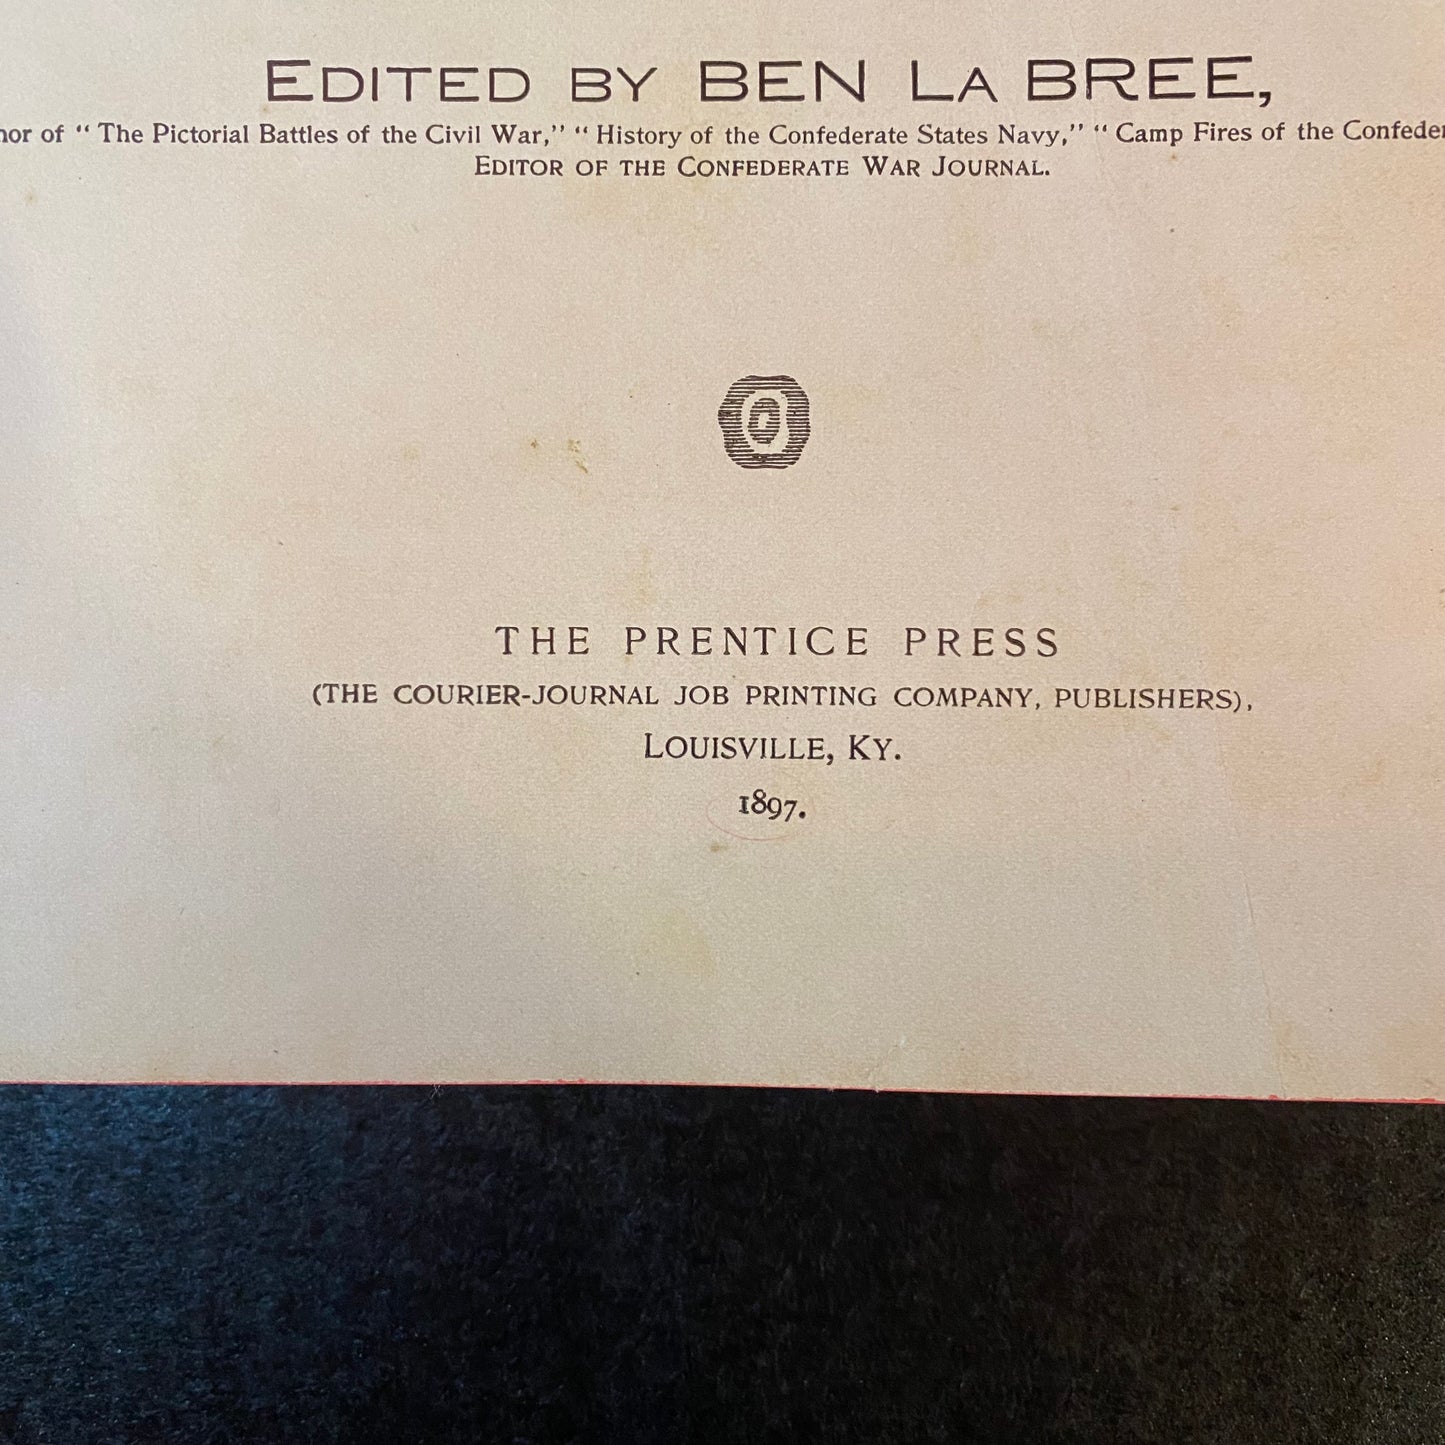 EDITED BY BEN LA BREE,
of “ The Pictorial Battles of the Civil War,” “ History of the Confederate States Navy,” “ Camp Fires of the
EDITOR OF THE CONFEDERATE WAR JOURNAL.
THE PRENTICE PRESS
(THE COURIER-JOURNAL JOB PRINTING COMPANY, PUBLISHERS),
LOUISVILLE, KY.
1897.